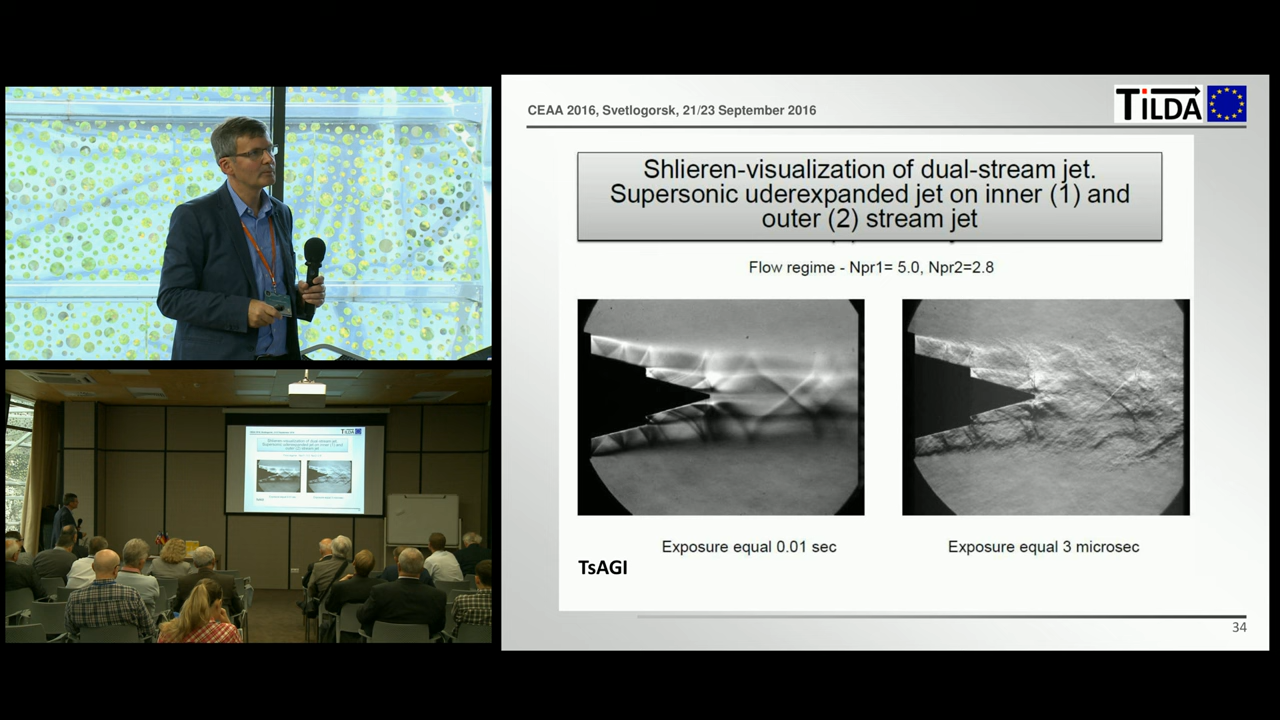 CEAA 2016, Svetlogorsk, 21/23 September 2016
TILDA
Shlieren-visualization of dual-stream jet.
Supersonic uderexpanded jet on inner (1) and
outer (2) stream jet
Flow regime - Npr1= 5.0, Npr2=2.8
Exposure equal 0.01 sec
Exposure equal 3 microsec
TsAGI
34